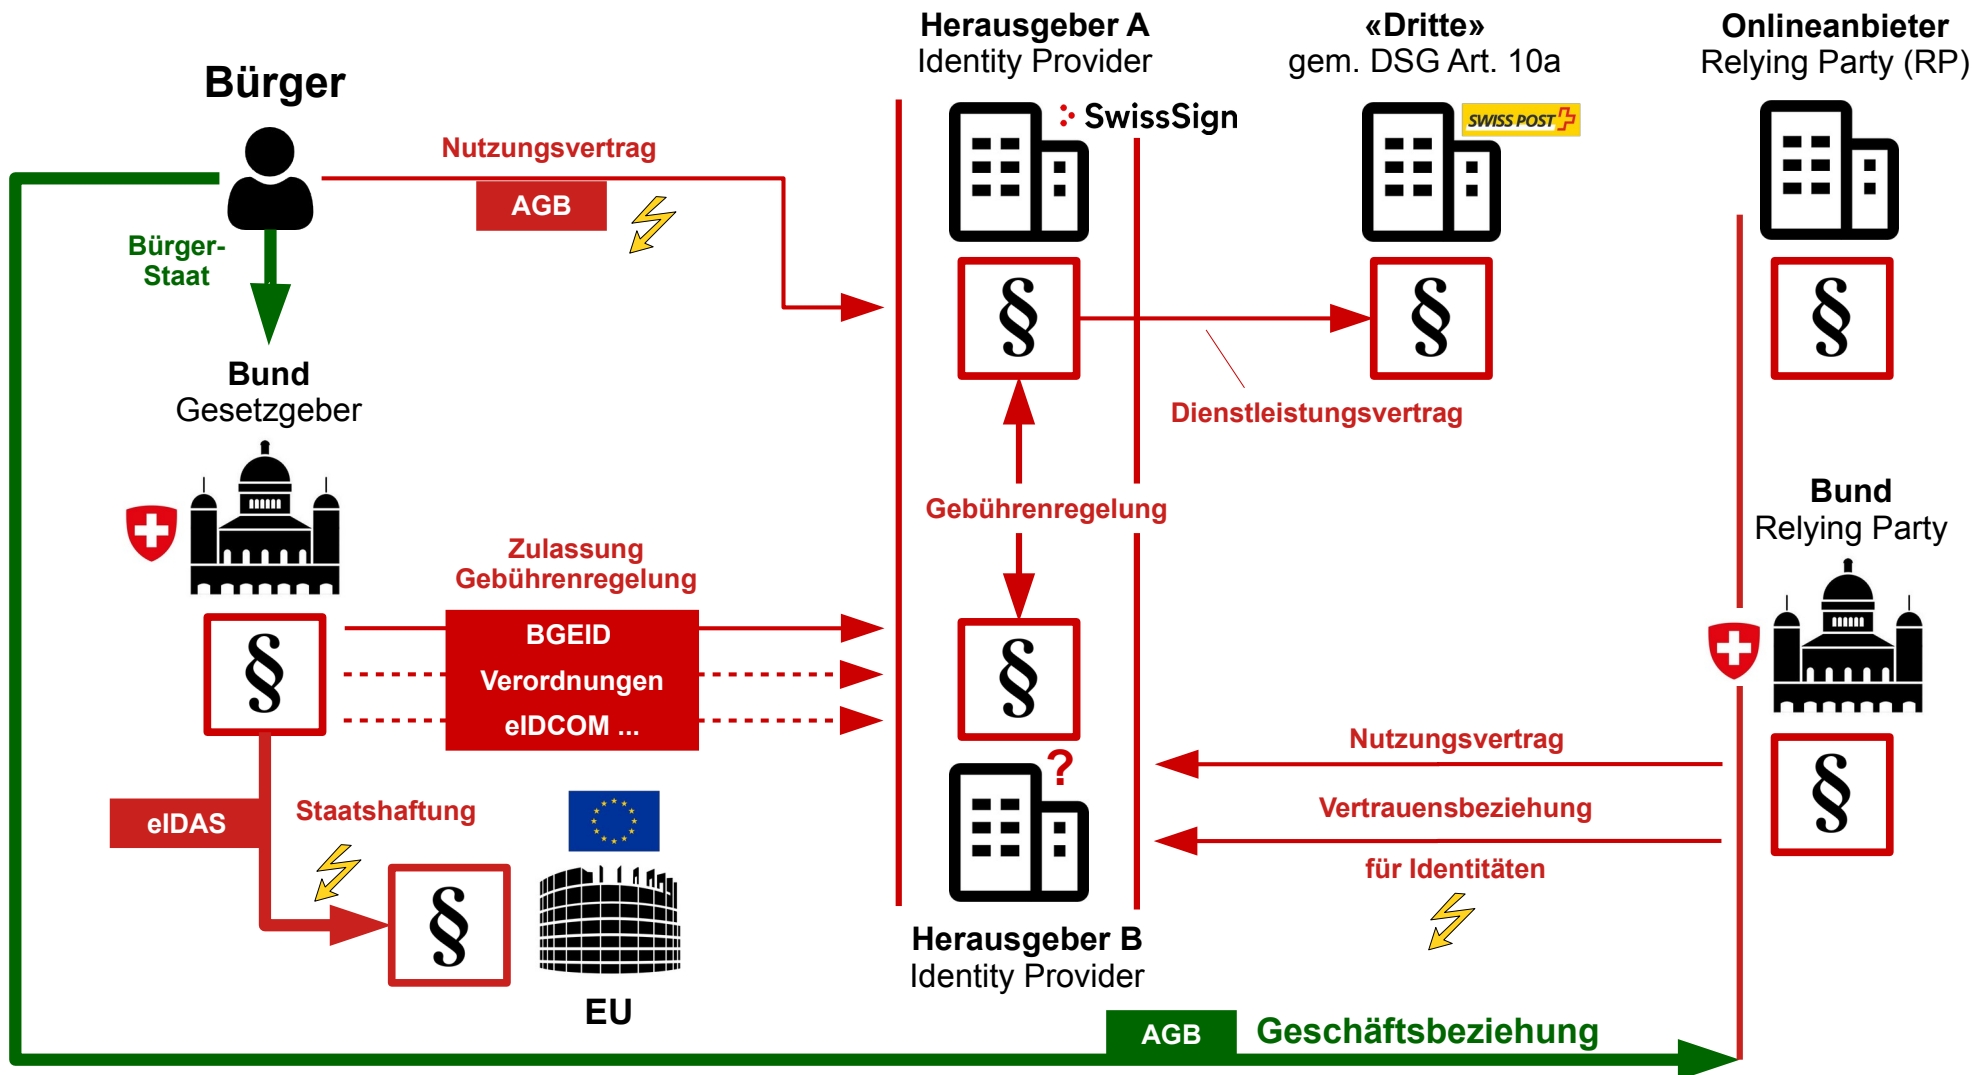 Herausgeber A
Identity Provider
«Dritte»
gem. DSG Art. 10a
Onlineanbieter
Relying Party (RP)
Bürger
SwissSign
SWISS POST
Nutzungsvertrag
AGB
Bürger-
Staat
§
§
§
Bund
Gesetzgeber
Dienstleistungsvertrag
Gebührenregelung
Bund
Relying Party
Zulassung
Gebührenregelung
BGEID
Verordnungen
eIDCOM ...
§
§
Nutzungsvertrag
?
§
Vertrauensbeziehung
für Identitäten
eIDAS
Staatshaftung
§
EU
Herausgeber B
Identity Provider
AGB
Geschäftsbeziehung